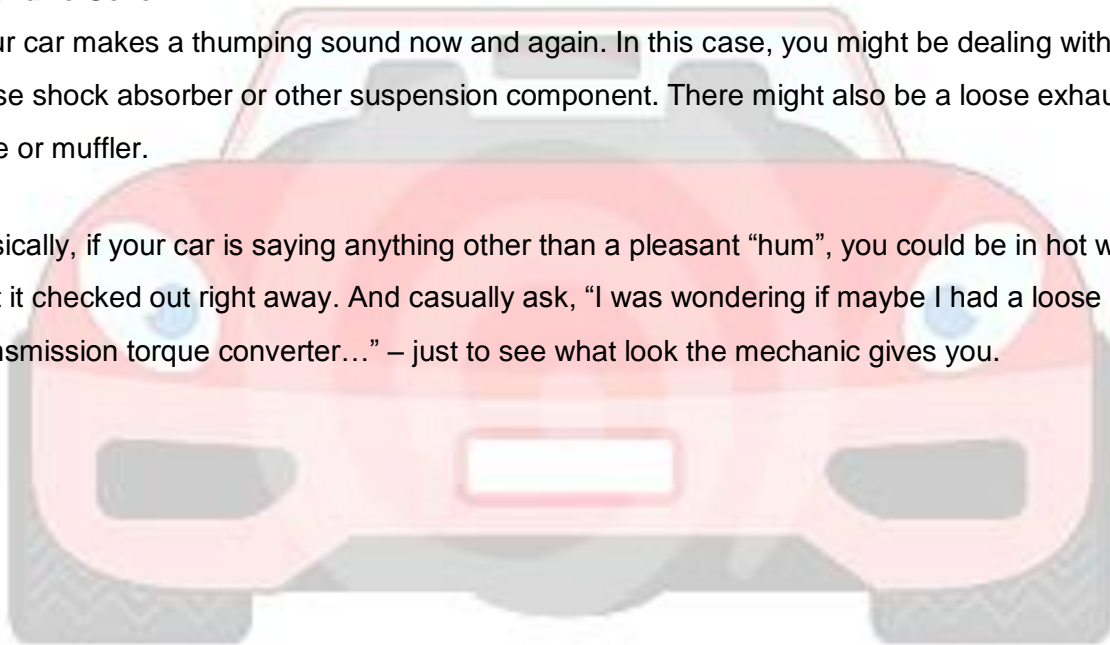 ur car makes a thumping sound now and again. In this case, you might be dealing with
se shock absorber or other suspension component. There might also be a loose exhau
e or muffler.
sically, if your car is saying anything other than a pleasant “hum”, you could be in hot w
t it checked out right away. And casually ask, “I was wondering if maybe I had a loose
nsmission torque converter…” – just to see what look the mechanic gives you.